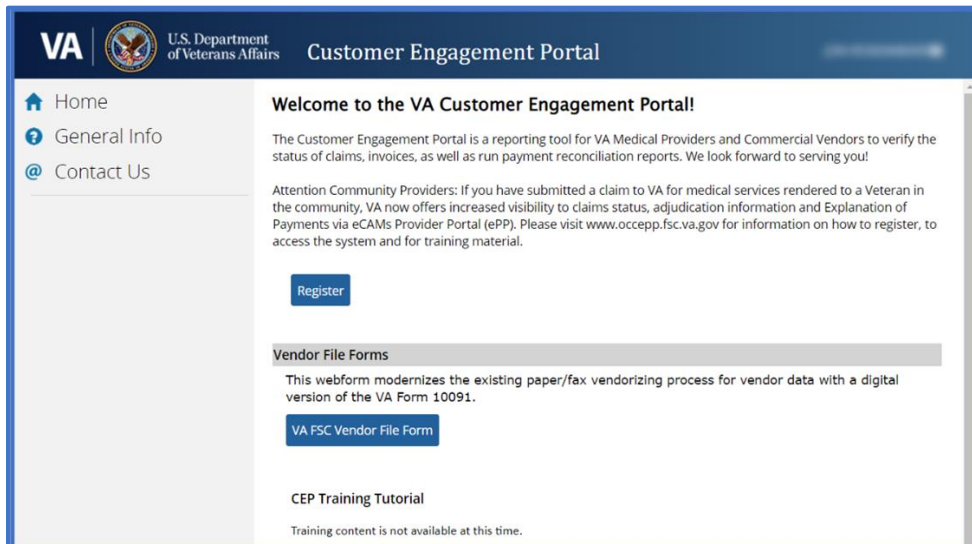 VA
U.S. Department
of Veterans Affairs
Customer Engagement Portal
Home
General Info
@ Contact Us
Welcome to the VA Customer Engagement Portal!
The Customer Engagement Portal is a reporting tool for VA Medical Providers and Commercial Vendors to verify the
status of claims, invoices, as well as run payment reconciliation reports. We look forward to serving you!
Attention Community Providers: If you have submitted a claim to VA for medical services rendered to a Veteran in
the community, VA now offers increased visibility to claims status, adjudication information and Explanation of
Payments via eCAMs Provider Portal (ePP). Please visit www.occepp.fsc.va.gov for information on how to register, to
access the system and for training material.
Register
Vendor File Forms
This webform modernizes the existing paper/fax vendorizing process for vendor data with a digital
version of the VA Form 10091.
VA FSC Vendor File Form
CEP Training Tutorial
Training content is not available at this time.